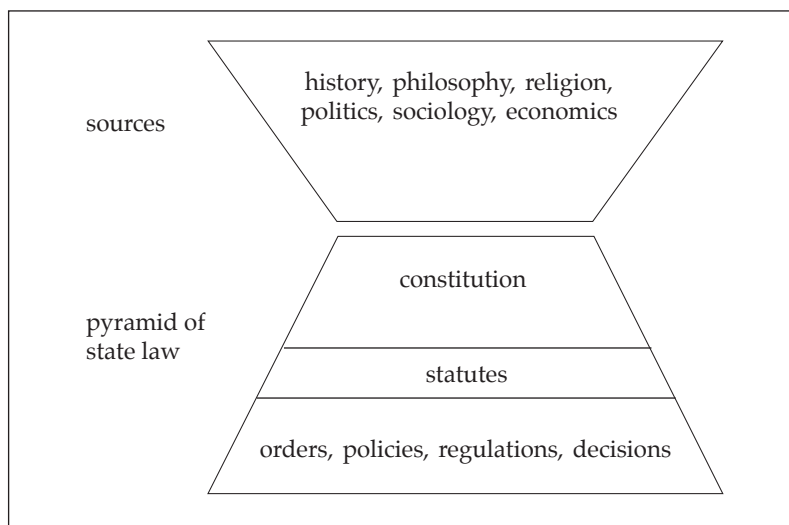 history, philosophy, religion,
politics, sociology, economics
sources
constitution
pyramid of
state law
statutes
orders, policies, regulations, decisions